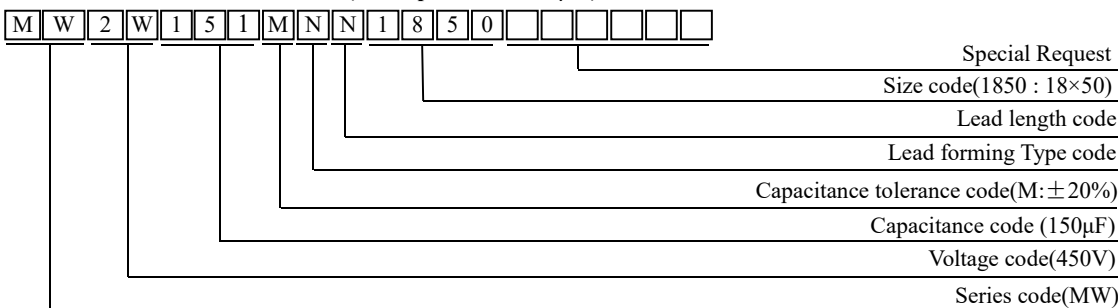 M W 2 W 1 5 1 M N N 1 8 5 0
Special Request
Size code(1850 : 18×50)
Lead length code
Lead forming Type code
Capacitance tolerance code(M:±20%)
Capacitance code (150μF)
Voltage code(450V)
Series code(MW)